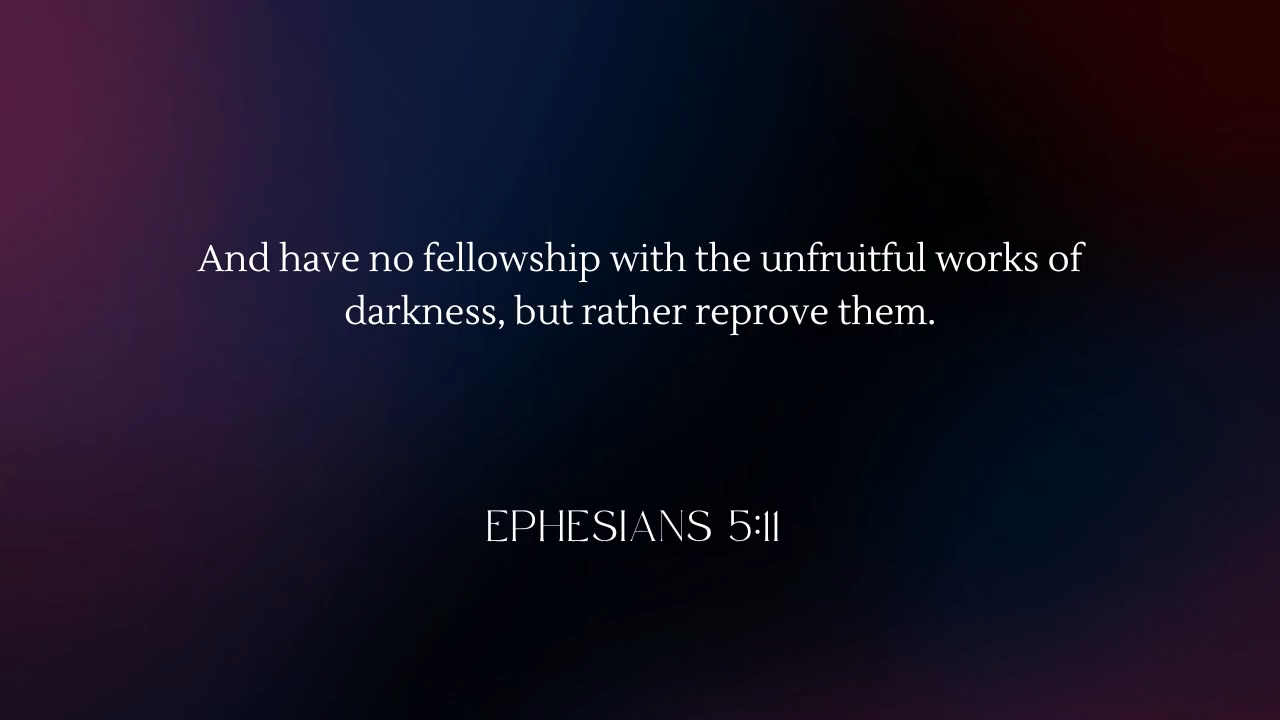 And have no fellowship with the unfruitful works of
darkness, but rather reprove them.
EPHESIANS 5:11